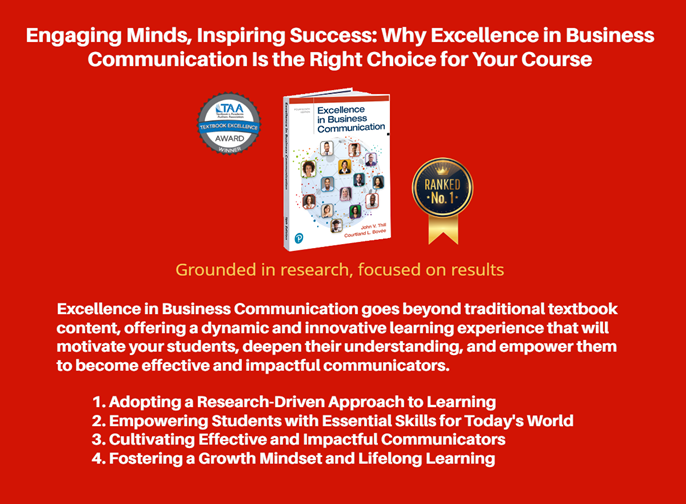 Engaging Minds, Inspiring Success: Why Excellence in Business
Communication Is the Right Choice for Your Course
TAA
TEXTBOOK EXCELLENCE
AWARD
WINNER
Excellence
in Business
Communication
John V. Thill
Courtland L. Bovée
P
RANKED
No. 1
Grounded in research, focused on results
Excellence in Business Communication goes beyond traditional textbook
content, offering a dynamic and innovative learning experience that will
motivate your students, deepen their understanding, and empower them
to become effective and impactful communicators.
1. Adopting a Research-Driven Approach to Learning
2. Empowering Students with Essential Skills for Today's World
3. Cultivating Effective and Impactful Communicators
4. Fostering a Growth Mindset and Lifelong Learning